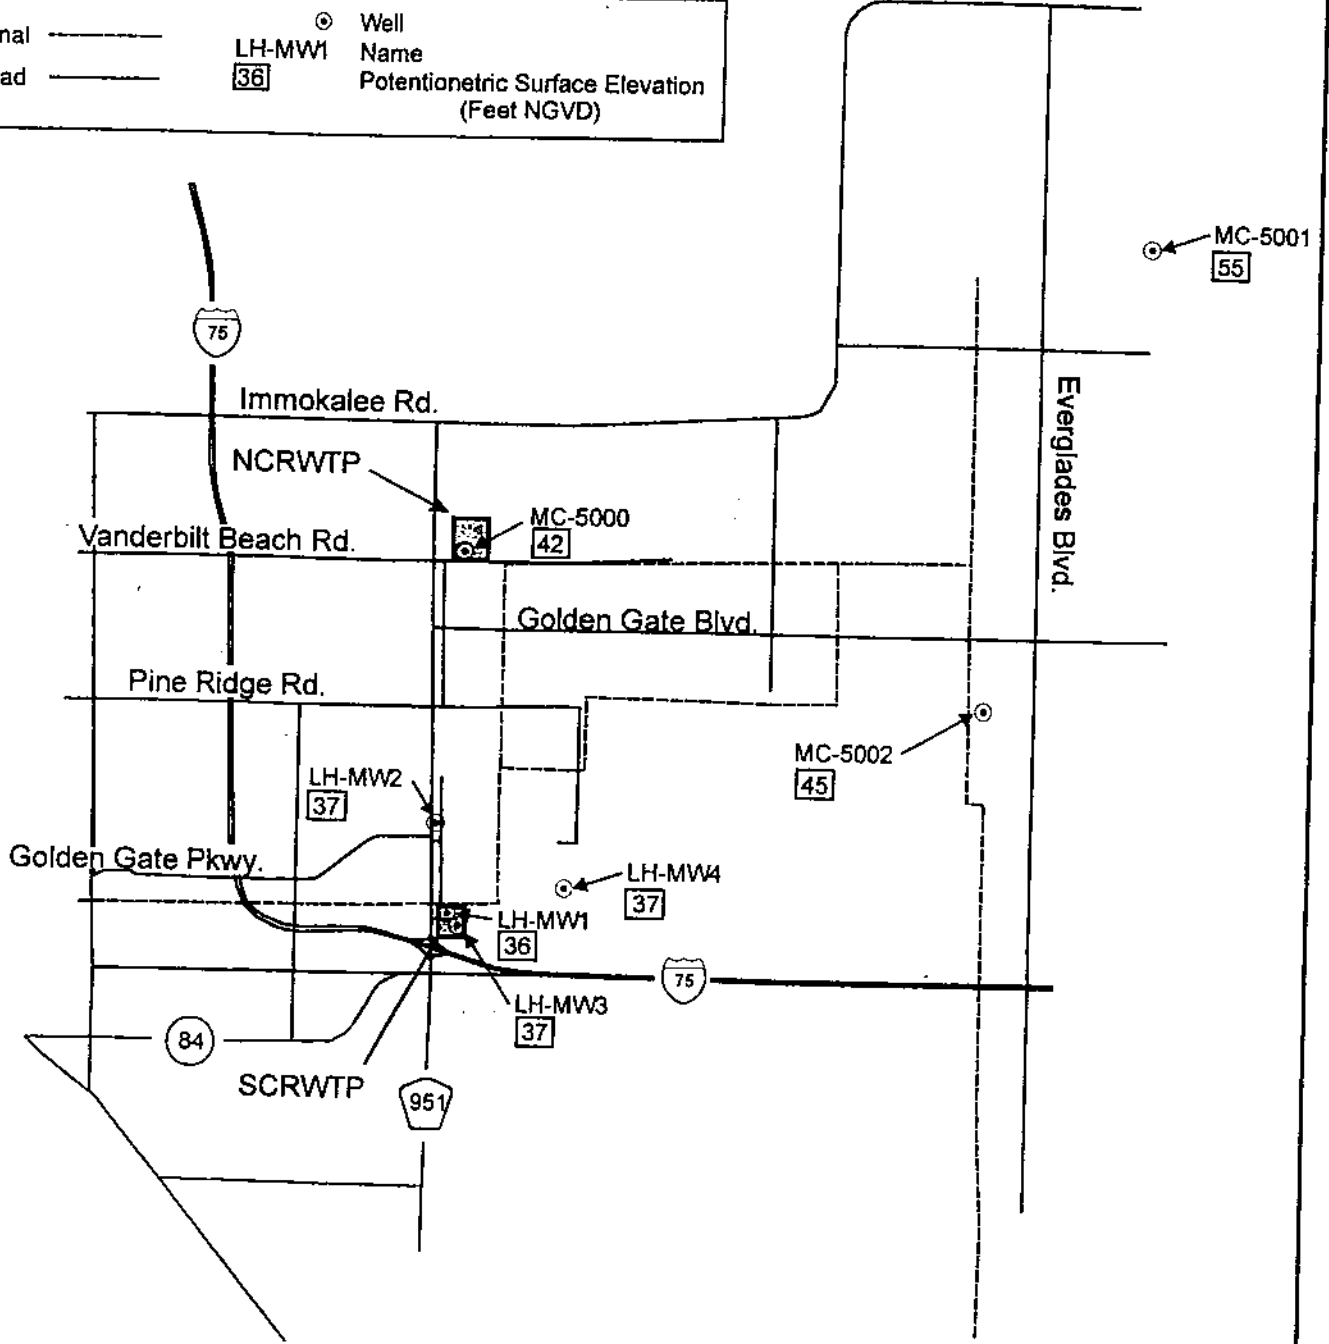 nal
ad
Well
LH-MW1 Name
36 Potentionetric Surface Elevation
(Feet NGVD)
MC-5001
55
75
Immokalee Rd.
Everglades Blvd.
NCRWTP
MC-5000
42
Vanderbilt Beach Rd.
Golden Gate Blvd.
Pine Ridge Rd.
MC-5002
45
LH-MW2
37
Golden Gate Pkwy.
LH-MW4
37
LH-MW1
36
75
LH-MW3
37
84
SCRWTP
951